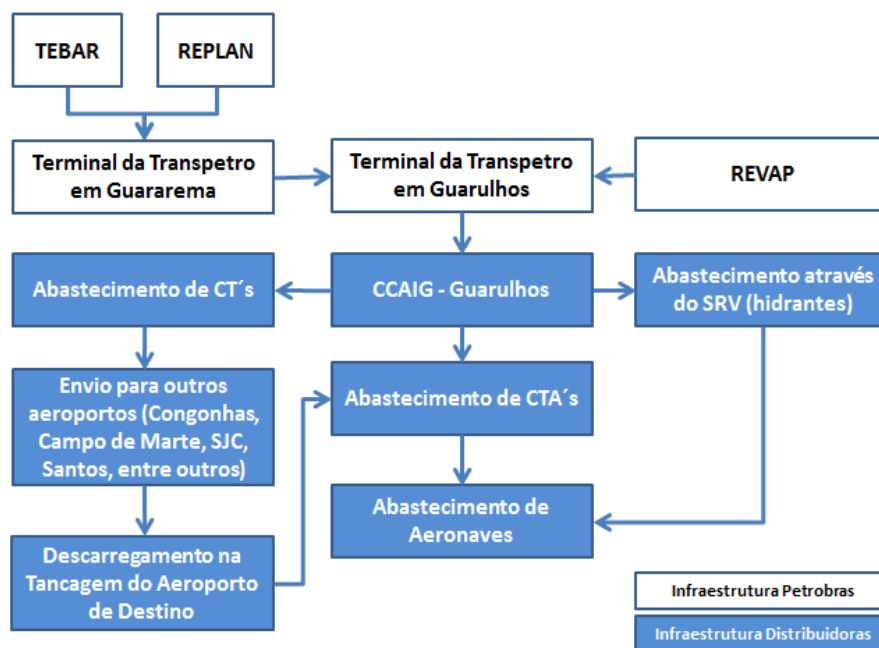 TEBAR
REPLAN
Terminal da Transpetro
em Guararema
Terminal da Transpetro
em Guarulhos
REVAP
Abastecimento de CT´s
CCAIG - Guarulhos
Abastecimento através
do SRV (hidrantes)
Envio para outros
aeroportos (Congonhas,
Campo de Marte, SJC,
Santos, entre outros)
Abastecimento de CTA´s
Abastecimento de
Aeronaves
Descarregamento na
Tancagem do Aeroporto
de Destino
Infraestrutura Petrobras
Infraestrutura Distribuidoras